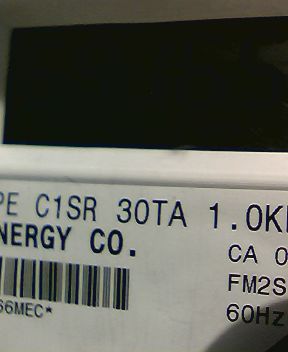 PE C1SR 30TA 1.0K
NERGY CO.
CA 0
FM2S
66MEC*
60Hz